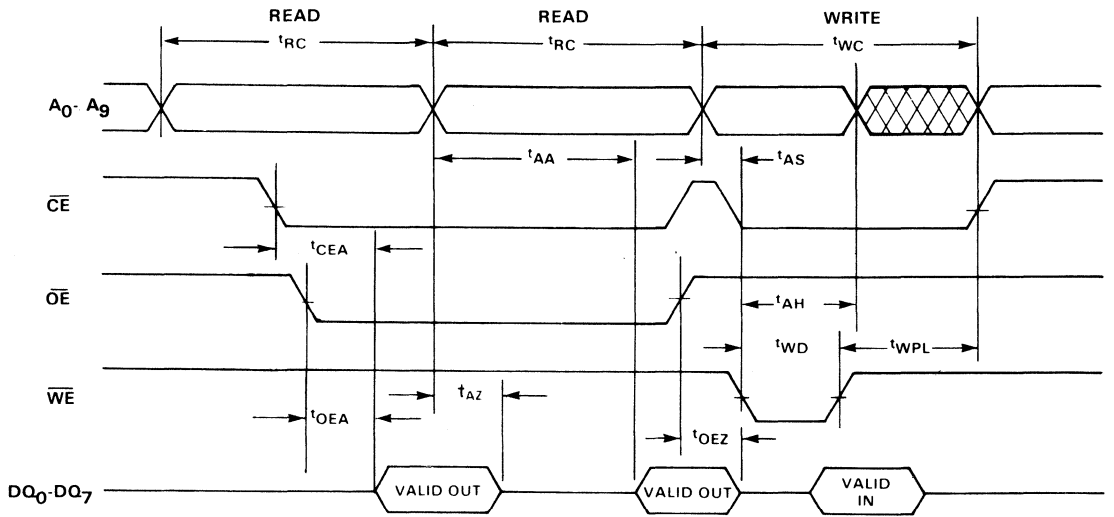 READ READ WRITE
tRC tRC tWC
A0- A9
tAA tAS
CE
tCEA
OE
tAH
tWD tWPL
WE
tAZ
tOEA
tOEZ
DQ0-DQ7 VALID OUT VALID OUT VALID
IN